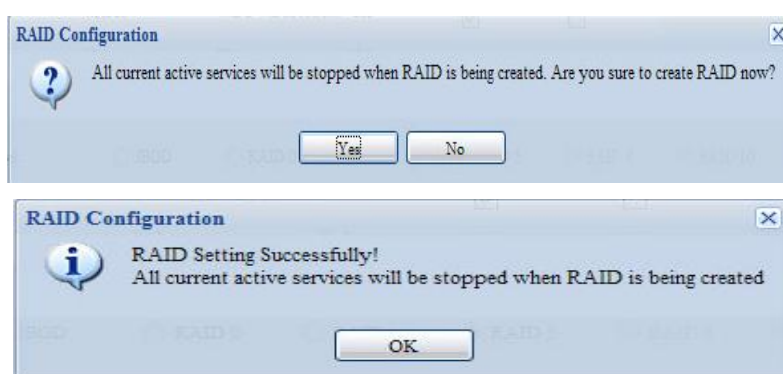 RAID Configuration
All current active services will be stopped when RAID is being created. Are you sure to create RAID now?
Yes
No
RAID Configuration
RAID Setting Successfully!
All current active services will be stopped when RAID is being created
OK